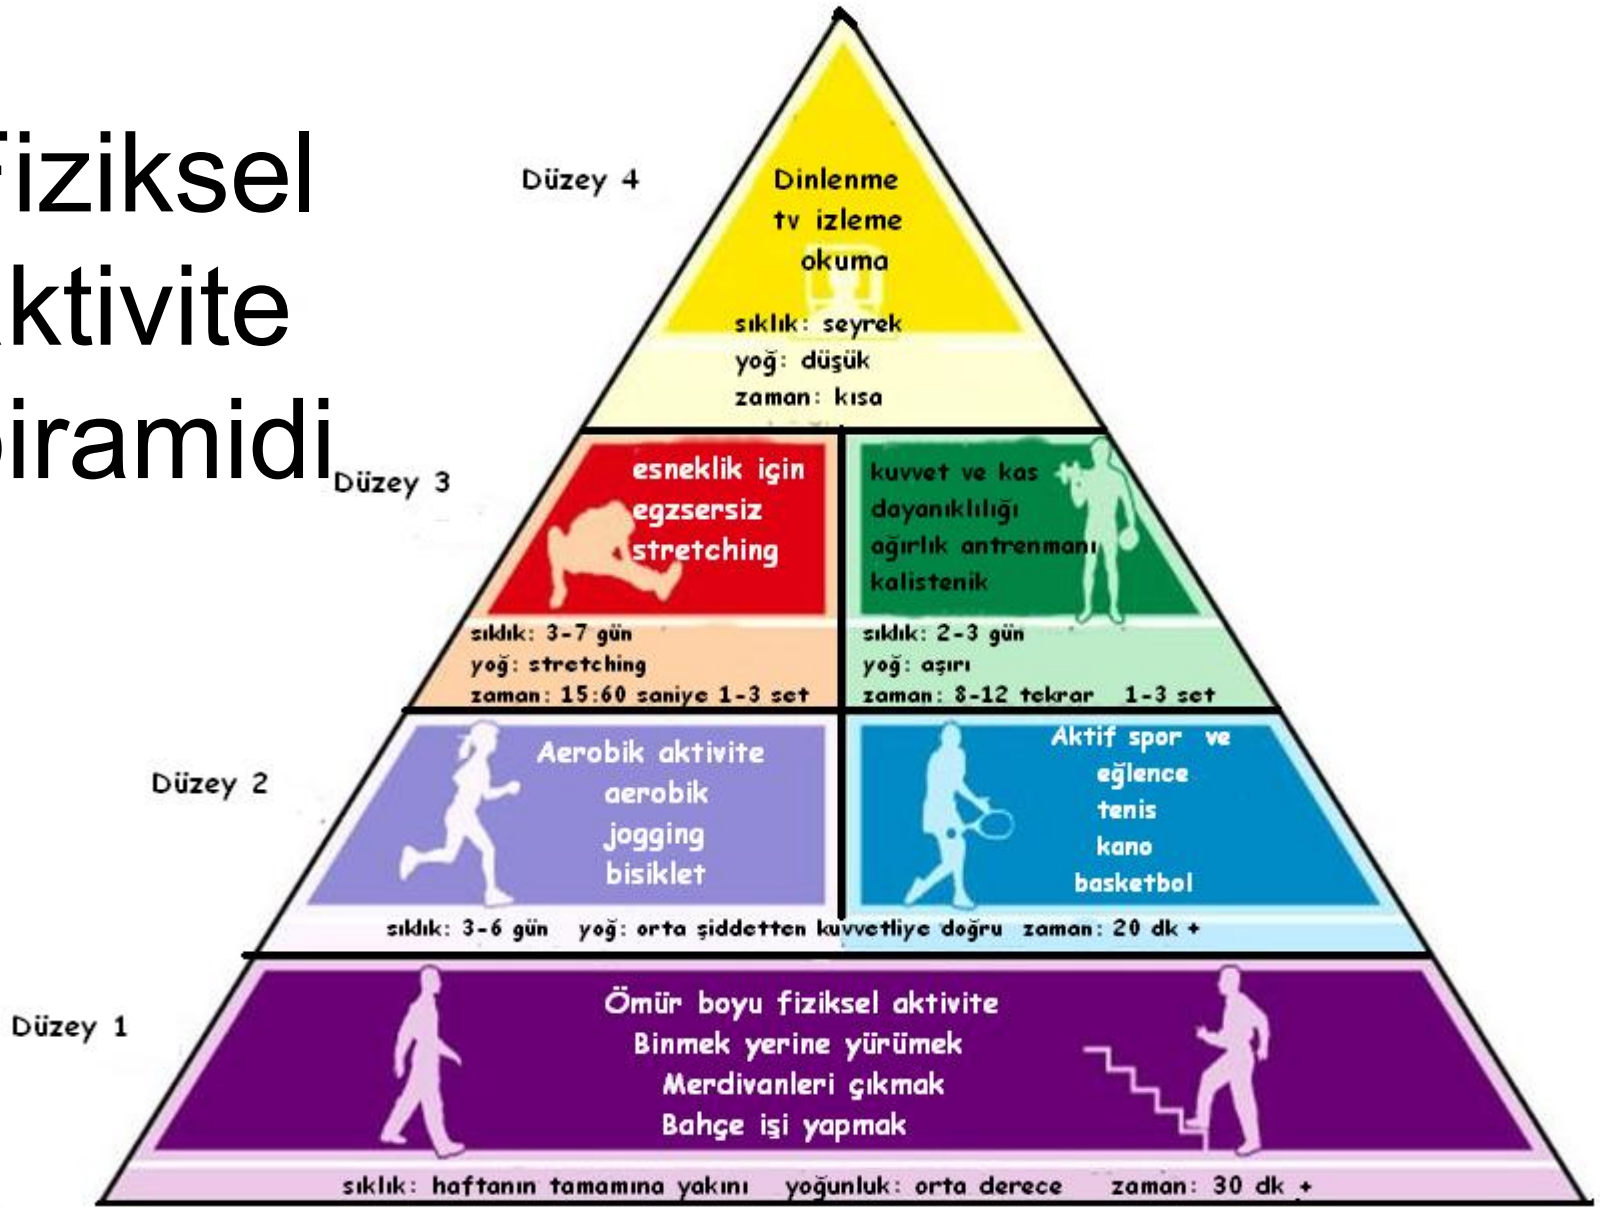 Fiziksel
ktivite
iramidi
Düzey 4
Dinlenme
tv izleme
okuma
sıklık: seyrek
yoğ: düşük
zaman: kısa
Düzey 3
esneklik için
egzsersiz
stretching
sıklık: 3-7 gün
yoğ: stretching
zaman: 15:60 saniye 1-3 set
kuvvet ve kas
dayanıklılığı
ağırlık antrenmanı
kalistenik
sıklık: 2-3 gün
yoğ: aşırı
zaman: 8-12 tekrar 1-3 set
Düzey 2
Aerobik aktivite
aerobik
jogging
bisiklet
Aktif spor ve
eğlence
tenis
kano
basketbol
sıklık: 3-6 gün yoğ: orta şiddetten kuvvetliye doğru zaman: 20 dk +
Düzey 1
Ömür boyu fiziksel aktivite
Binmek yerine yürümek
Merdivanleri çıkmak
Bahçe işi yapmak
sıklık: haftanın tamamına yakını yoğunluk: orta derece zaman: 30 dk +